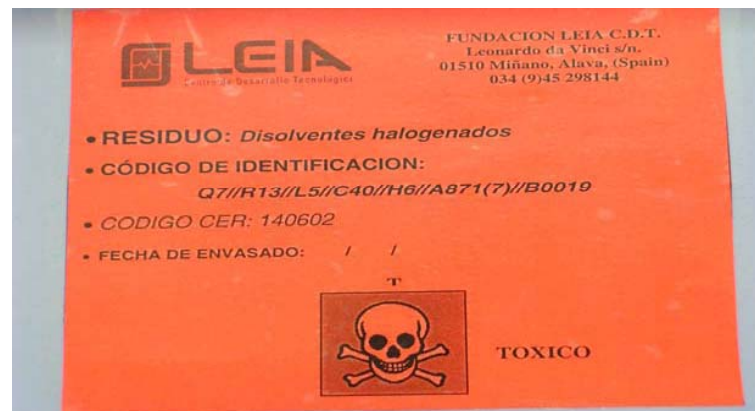 LEIA
Centro de Desarrollo Tecnológico
FUNDACION LEIA C.D.T.
Leonardo da Vinci s/n.
01510 Miñano, Alava, (Spain)
034 (9)45 298144
• RESIDUO: Disolventes halogenados
• CÓDIGO DE IDENTIFICACION:
Q7//R13//L5//C40//H6//A871(7)//B0019
• CODIGO CER: 140602
• FECHA DE ENVASADO: / /
T
TOXICO